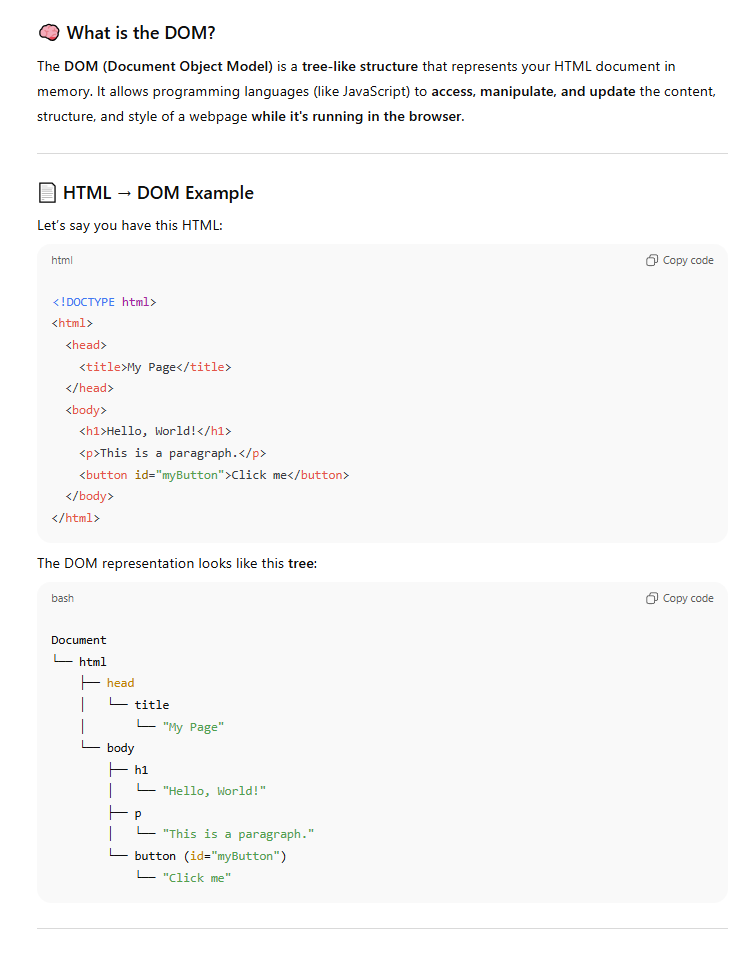 🧠 What is the DOM?
The DOM (Document Object Model) is a tree-like structure that represents your HTML document in
memory. It allows programming languages (like JavaScript) to access, manipulate, and update the content,
structure, and style of a webpage while it's running in the browser.
📄 HTML → DOM Example
Let's say you have this HTML:
html Copy code
<!DOCTYPE html>
<html>
  <head>
    <title>My Page</title>
  </head>
  <body>
    <h1>Hello, World!</h1>
    <p>This is a paragraph.</p>
    <button id="myButton">Click me</button>
  </body>
</html>
The DOM representation looks like this tree:
bash Copy code
Document
└── html
    ├── head
    │   └── title
    │       └── "My Page"
    └── body
        ├── h1
        │   └── "Hello, World!"
        ├── p
        │   └── "This is a paragraph."
        └── button (id="myButton")
            └── "Click me"